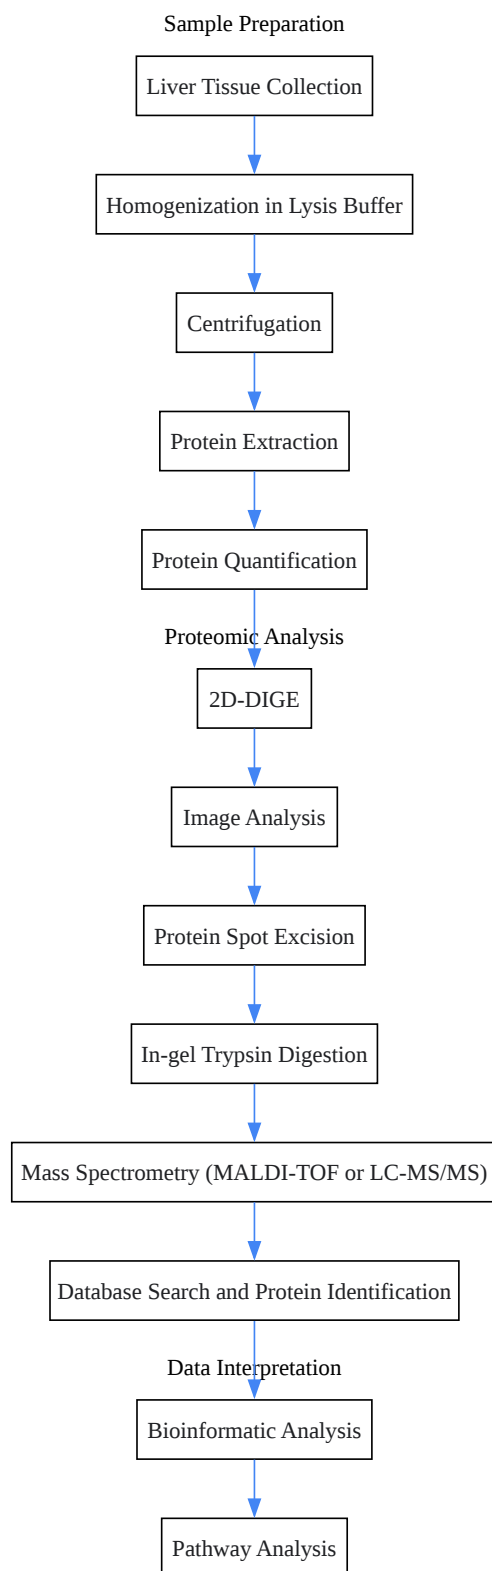 Sample Preparation
Liver Tissue Collection
Homogenization in Lysis Buffer
Centrifugation
Protein Extraction
Protein Quantification
Proteomic Analysis
2D-DIGE
Image Analysis
Protein Spot Excision
In-gel Trypsin Digestion
Mass Spectrometry (MALDI-TOF or LC-MS/MS)
Database Search and Protein Identification
Data Interpretation
Bioinformatic Analysis
Pathway Analysis